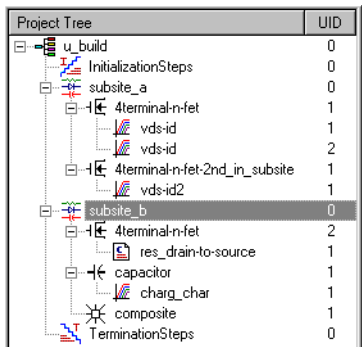 Project Tree UID
u_build 0
InitializationSteps 0
subsite_a 0
4terminal-n-fet 1
vds-id 1
vds-id 2
4terminal-n-fet-2nd_in_subsite 1
vds-id2 1
subsite_b 0
4terminal-n-fet 2
res_drain-to-source 1
capacitor 1
charg_char 1
composite 1
TerminationSteps 0